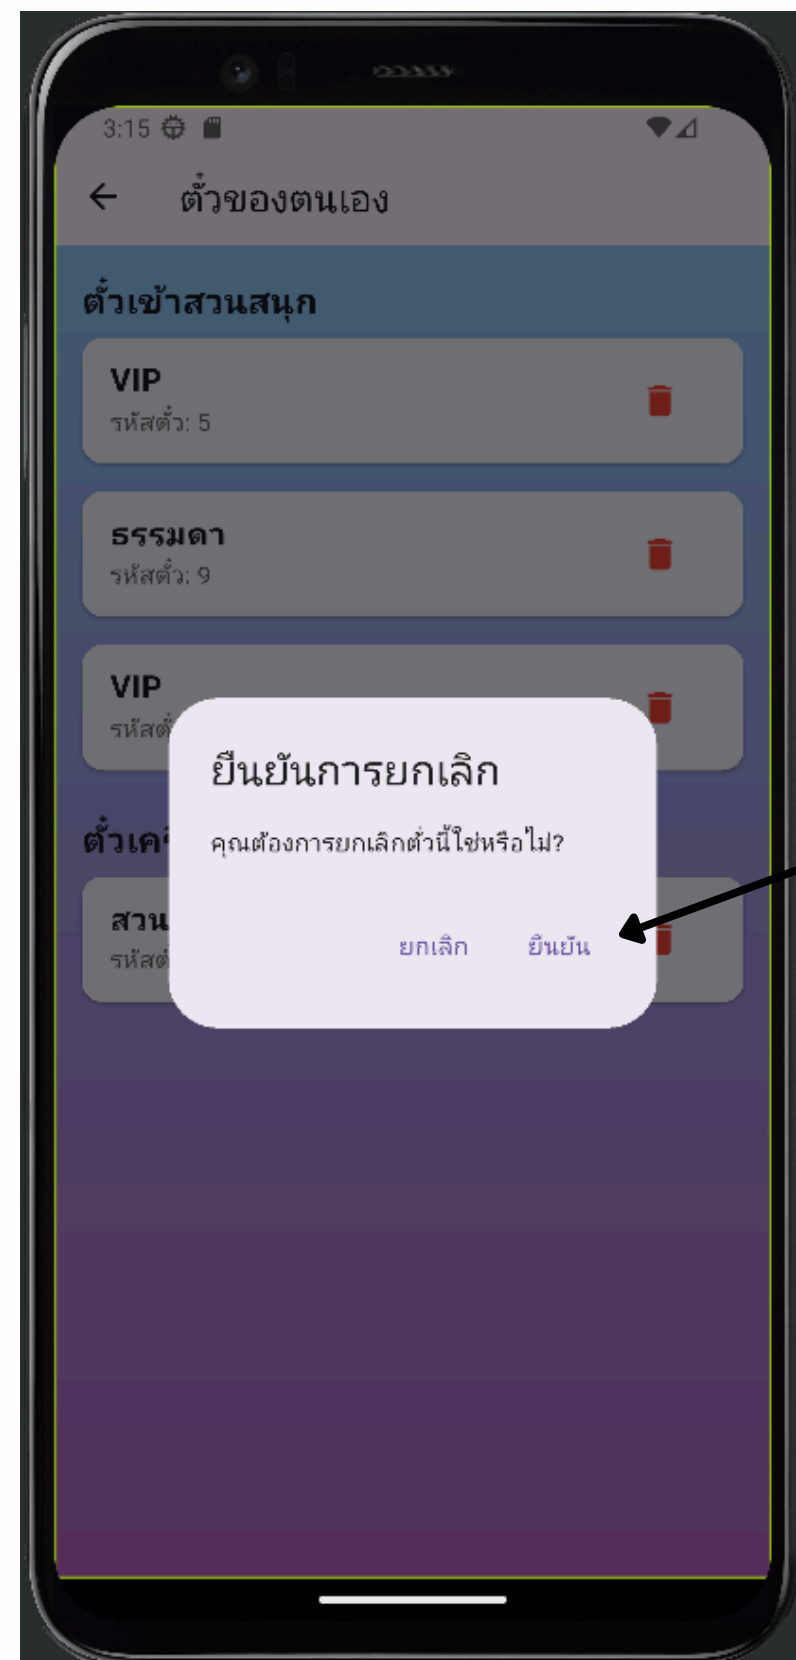 3:15
ตั๋วของตนเอง
ตั๋วเข้าสวนสนุก
VIP
รหัสตั๋ว: 5
ธรรมดา
รหัสตั๋ว: 9
VIP
ยืนยันการยกเลิก
คุณต้องการยกเลิกตั๋วนี้ใช่หรือไม่?
ยกเลิก ยืนยัน